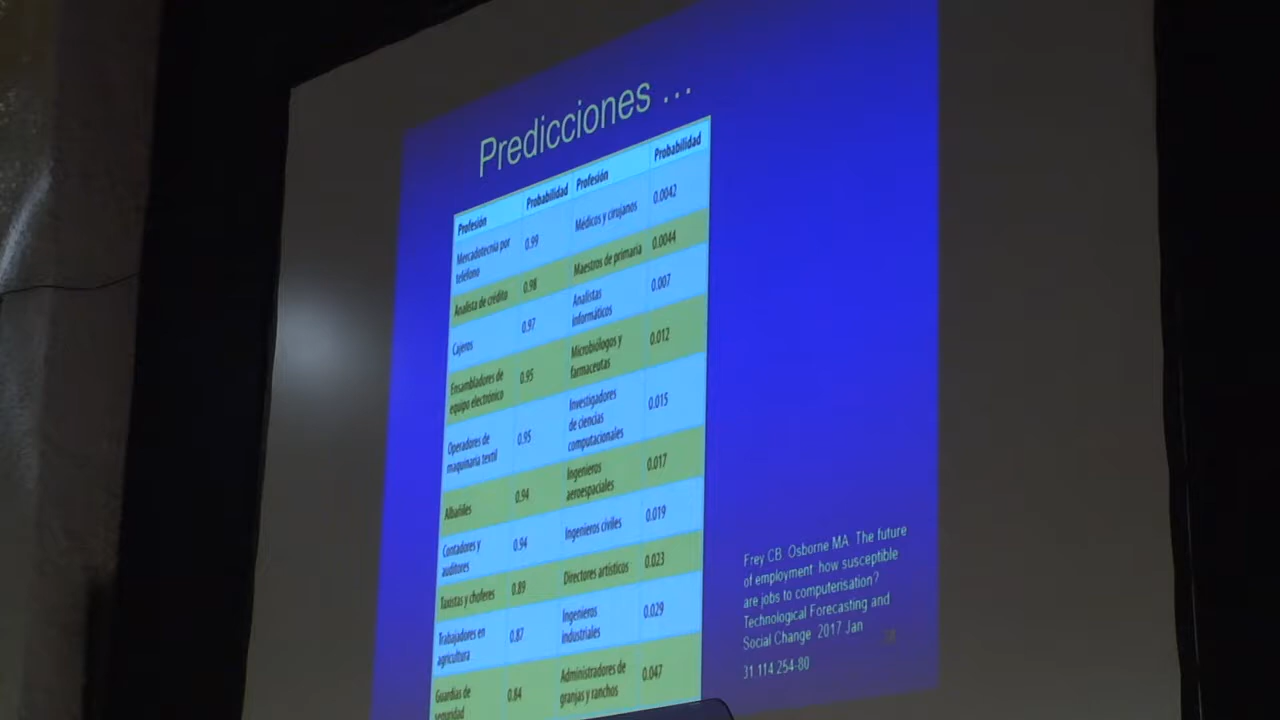 Predicciones ...
Profesión Probabilidad Profesión Probabilidad
Mercadotecnia por
teléfono
0.99
Médicos y cirujanos
0.0042
Analista de crédito
0.98
Maestros de primaria
0.0044
Cajeros
0.97
Analistas
informáticos
0.007
Ensambladores de
equipo electrónico
0.95
Microbiólogos y
farmaceutas
0.012
Operadores de
maquinaria textil
0.95
Investigadores
de ciencias
computacionales
0.015
Albañiles
0.94
Ingenieros
aeroespaciales
0.017
Contadores y
auditores
0.94
Ingenieros civiles
0.019
Taxistas y choferes
0.89
Directores artísticos
0.023
Trabajadores en
agricultura
0.87
Ingenieros
industriales
0.029
Guardias de
seguridad
0.84
Administradores de
granjas y ranchos
0.047
Frey CB. Osborne MA. The future
of employment: how susceptible
are jobs to computerisation?
Technological Forecasting and
Social Change. 2017 Jan
31.114:254-80